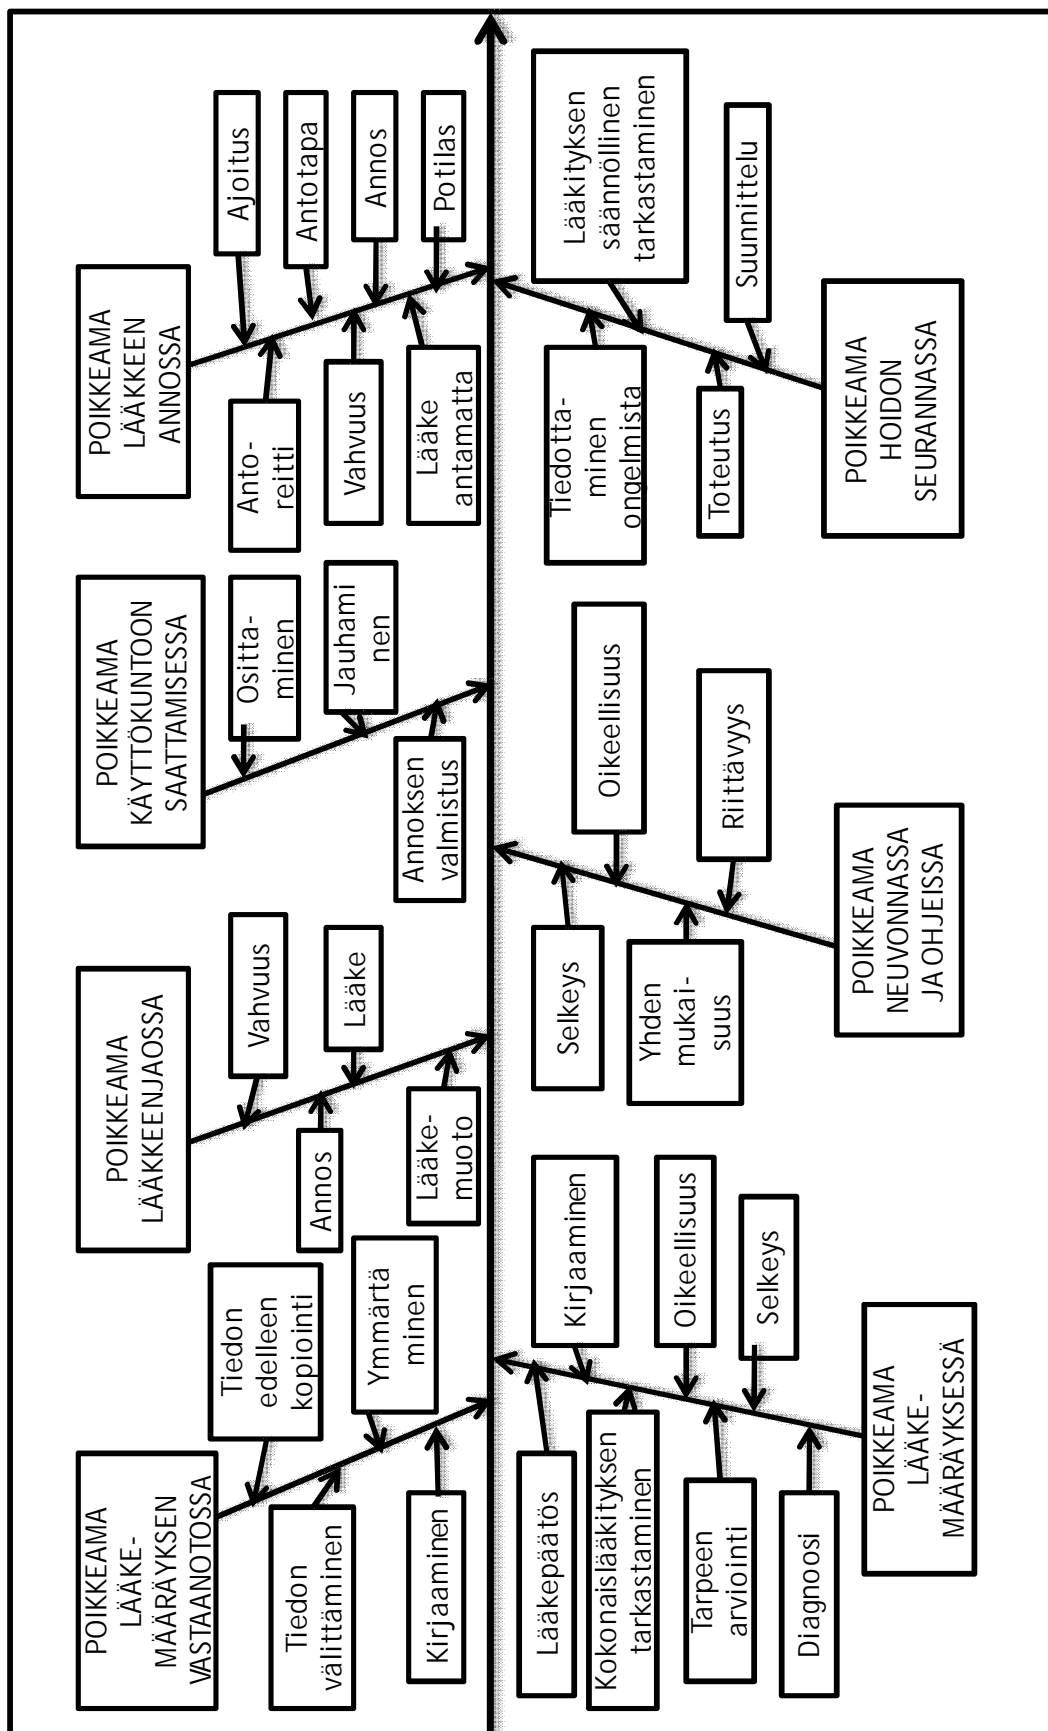 POIKKEAMA
LÄÄKE-
MÄÄRÄYKSEN
VASTAANOTOSSA
Tiedon
edelleen
kopiointi
Tiedon
välittäminen
Ymmärtä
minen
Kirjaaminen
POIKKEAMA
LÄÄKKEENJAOSSA
Vahvuus
Annos
Lääke
Lääke-
muoto
POIKKEAMA
KÄYTTÖKUNTOON
SAATTAMISESSA
Ositta-
minen
Jauhami
nen
Annoksen
valmistus
POIKKEAMA
LÄÄKKEEN
ANNOSSA
Ajoitus
Anto-
reitti
Antotapa
Vahvuus
Annos
Lääke
antamatta
Potilas
Lääkepäätös
Kirjaaminen
Kokonaislääkityksen
tarkastaminen
Oikeellisuus
Tarpeen
arviointi
Selkeys
Diagnoosi
POIKKEAMA
LÄÄKE-
MÄÄRÄYKSESSÄ
Selkeys
Oikeellisuus
Yhden
mukai-
suus
Riittävyys
POIKKEAMA
NEUVONNASSA
JA OHJEISSA
Tiedotta-
minen
ongelmista
Lääkityksen
säännöllinen
tarkastaminen
Toteutus
Suunnittelu
POIKKEAMA
HOIDON
SEURANNASSA